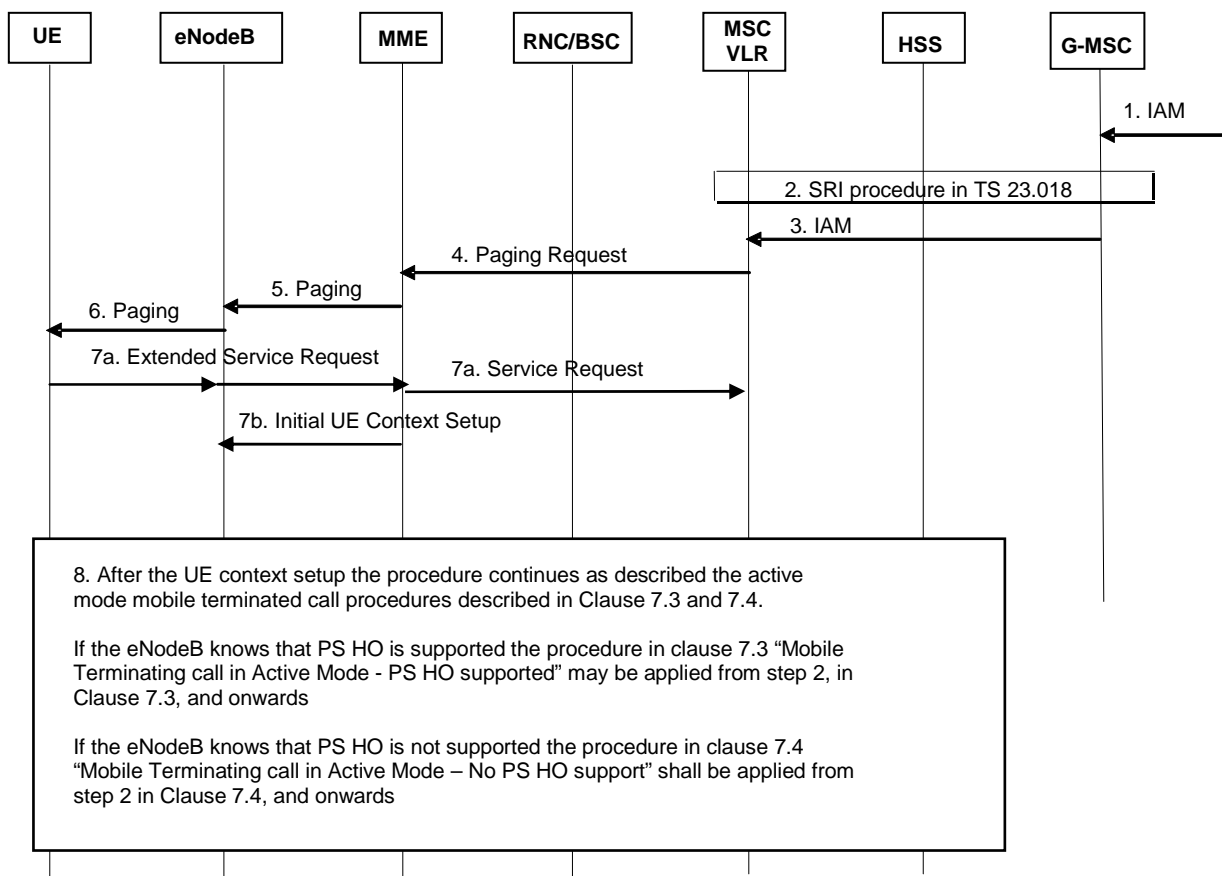 UE
eNodeB
MME
RNC/BSC
MSC
VLR
HSS
G-MSC
1. IAM
2. SRI procedure in TS 23.018
3. IAM
4. Paging Request
5. Paging
6. Paging
7a. Extended Service Request
7a. Service Request
7b. Initial UE Context Setup
8. After the UE context setup the procedure continues as described the active
mode mobile terminated call procedures described in Clause 7.3 and 7.4.
If the eNodeB knows that PS HO is supported the procedure in clause 7.3 “Mobile
Terminating call in Active Mode - PS HO supported” may be applied from step 2, in
Clause 7.3, and onwards
If the eNodeB knows that PS HO is not supported the procedure in clause 7.4
“Mobile Terminating call in Active Mode – No PS HO support” shall be applied from
step 2 in Clause 7.4, and onwards